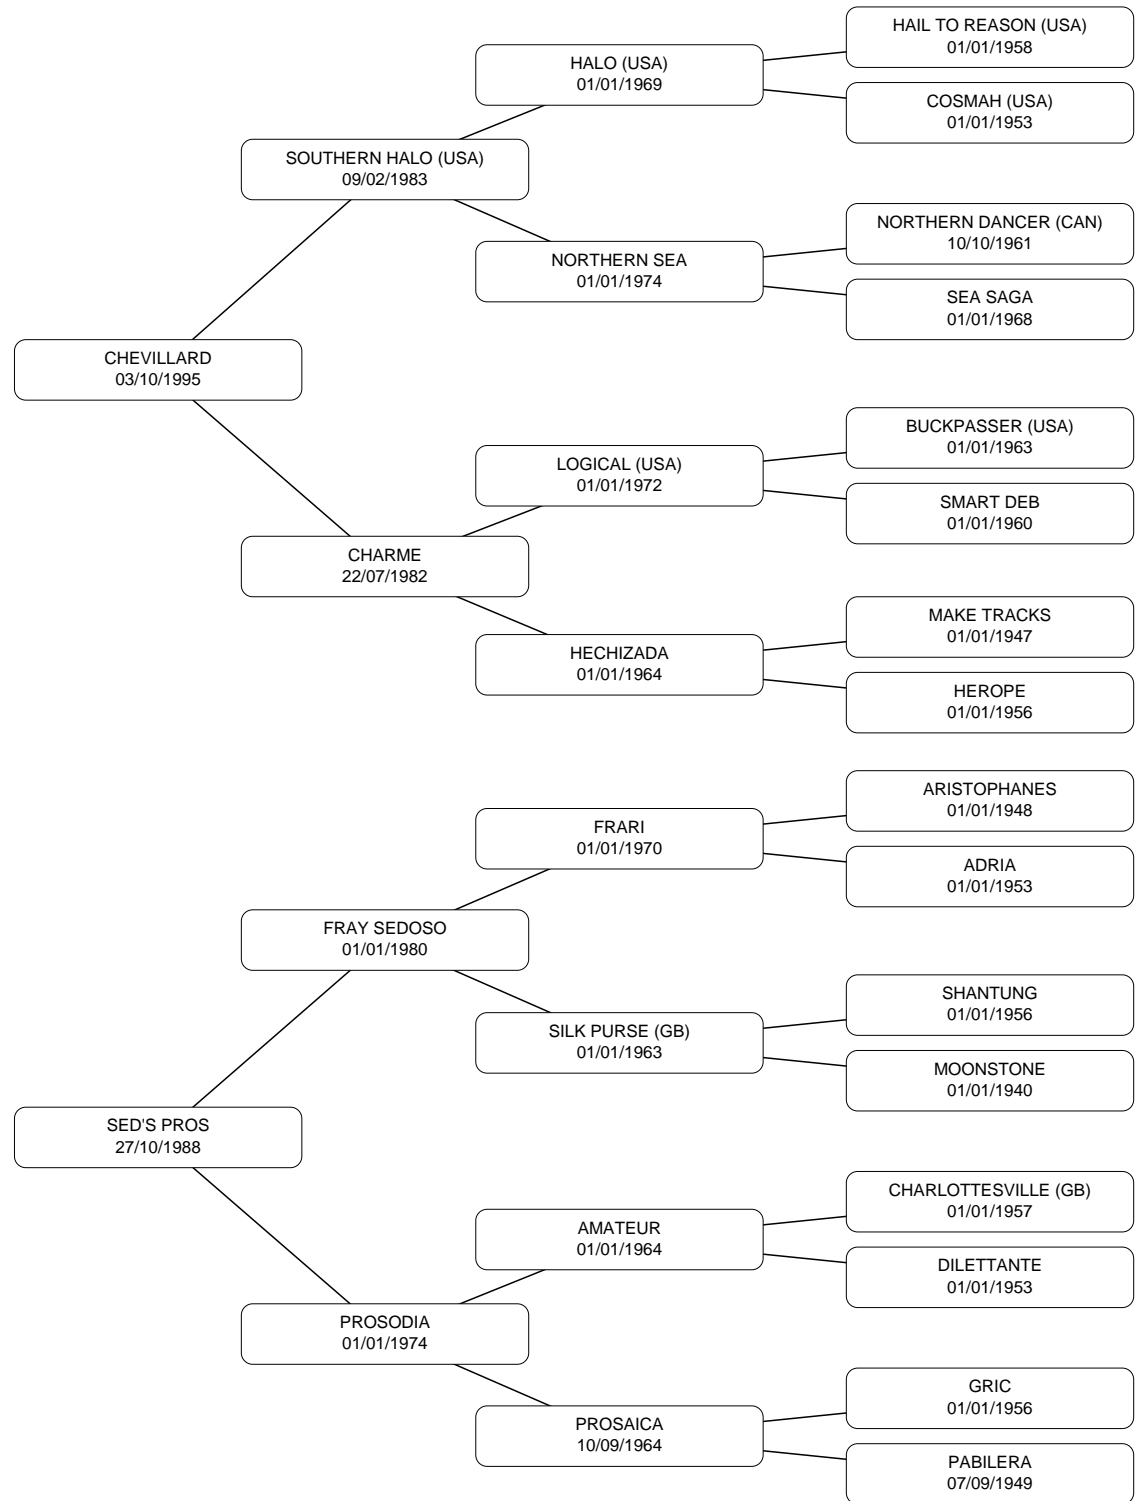 HAIL TO REASON (USA)
01/01/1958
HALO (USA)
01/01/1969
COSMAH (USA)
01/01/1953
SOUTHERN HALO (USA)
09/02/1983
NORTHERN DANCER (CAN)
10/10/1961
NORTHERN SEA
01/01/1974
SEA SAGA
01/01/1968
CHEVILLARD
03/10/1995
BUCKPASSER (USA)
01/01/1963
LOGICAL (USA)
01/01/1972
SMART DEB
01/01/1960
CHARME
22/07/1982
MAKE TRACKS
01/01/1947
HECHIZADA
01/01/1964
HEROPE
01/01/1956
ARISTOPHANES
01/01/1948
FRARI
01/01/1970
ADRIA
01/01/1953
FRAY SEDOSO
01/01/1980
SHANTUNG
01/01/1956
SILK PURSE (GB)
01/01/1963
MOONSTONE
01/01/1940
SED'S PROS
27/10/1988
CHARLOTTESVILLE (GB)
01/01/1957
AMATEUR
01/01/1964
DILETTANTE
01/01/1953
PROSODIA
01/01/1974
GRIC
01/01/1956
PROSAICA
10/09/1964
PABILERA
07/09/1949